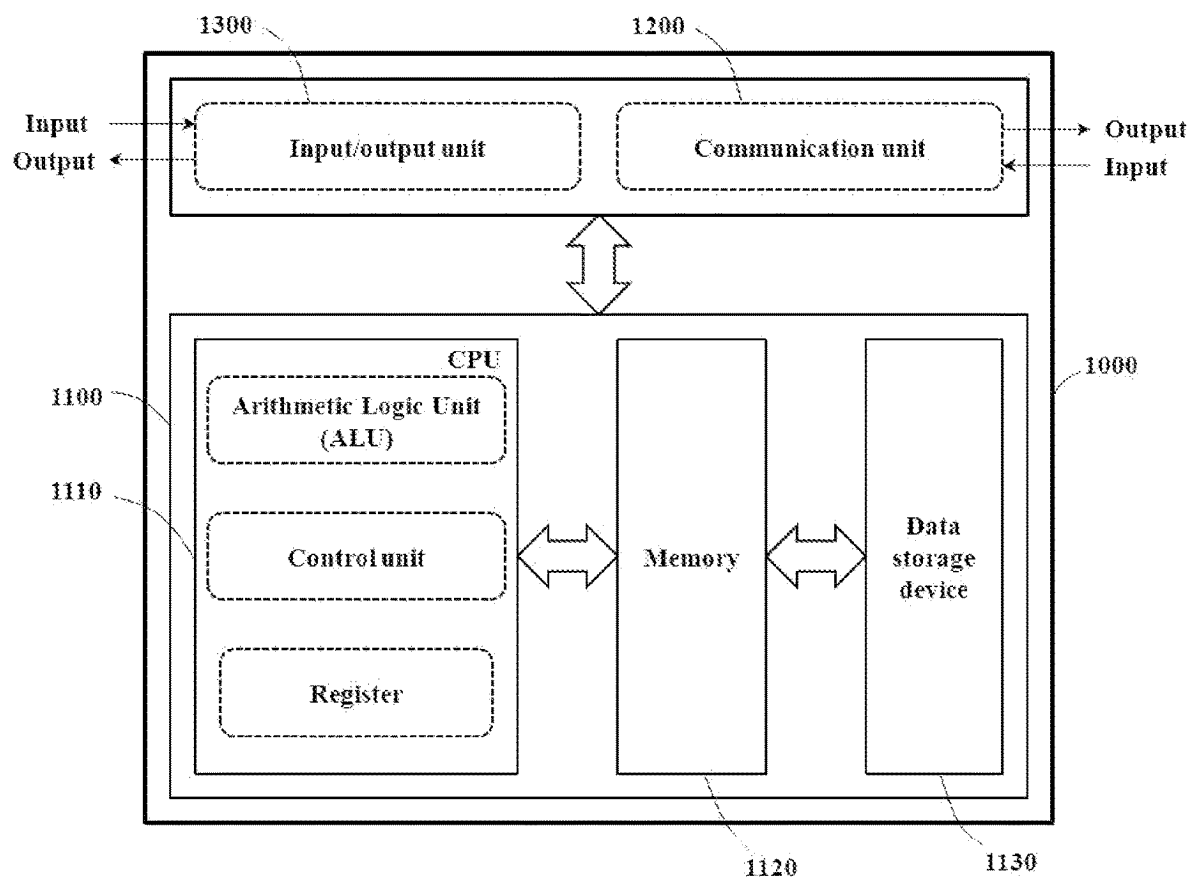 1300
1200
Input
Output
Input/output unit
Communication unit
Output
Input
CPU
1100
1000
Arithmetic Logic Unit
(ALU)
1110
Control unit
Memory
Data
storage
device
Register
1120
1130